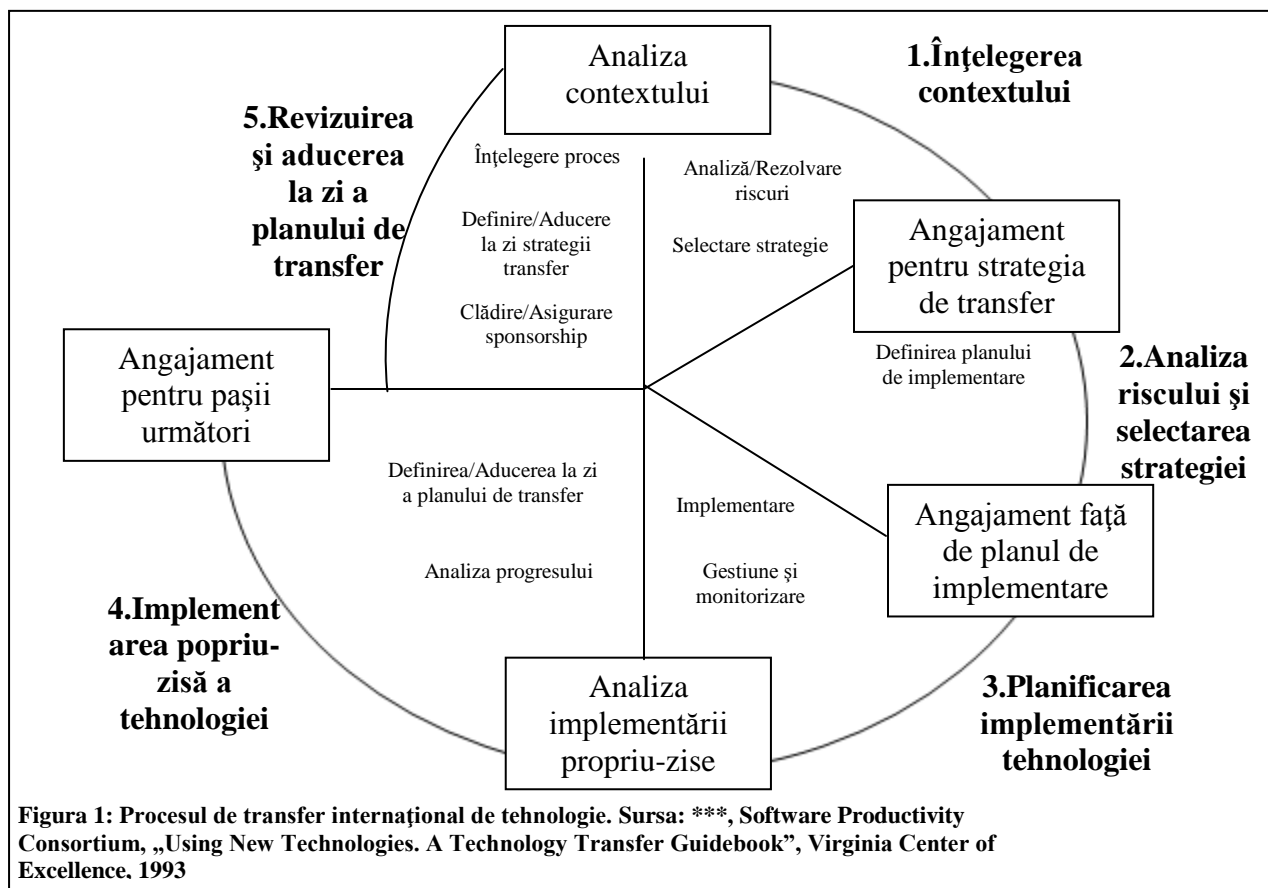 Analiza
contextului
1.Înţelegerea
contextului
5.Revizuirea
şi aducerea
la zi a
planului de
transfer
Înţelegere proces
Definire/Aducere
la zi strategii
transfer
Clădire/Asigurare
sponsorship
Analiză/Rezolvare
riscuri
Selectare strategie
Angajament
pentru strategia
de transfer
Definirea planului
de implementare
2.Analiza
riscului şi
selectarea
strategiei
Angajament
pentru paşii
următori
Definirea/Aducerea la zi
a planului de transfer
Analiza progresului
Implementare
Gestiune şi
monitorizare
Angajament faţă
de planul de
implementare
4.Implement
area popriu-
zisă a
tehnologiei
Analiza
implementării
propriu-zise
3.Planificarea
implementării
tehnologiei
Figura 1: Procesul de transfer internaţional de tehnologie. Sursa: ***, Software Productivity
Consortium, „Using New Technologies. A Technology Transfer Guidebook”, Virginia Center of
Excellence, 1993